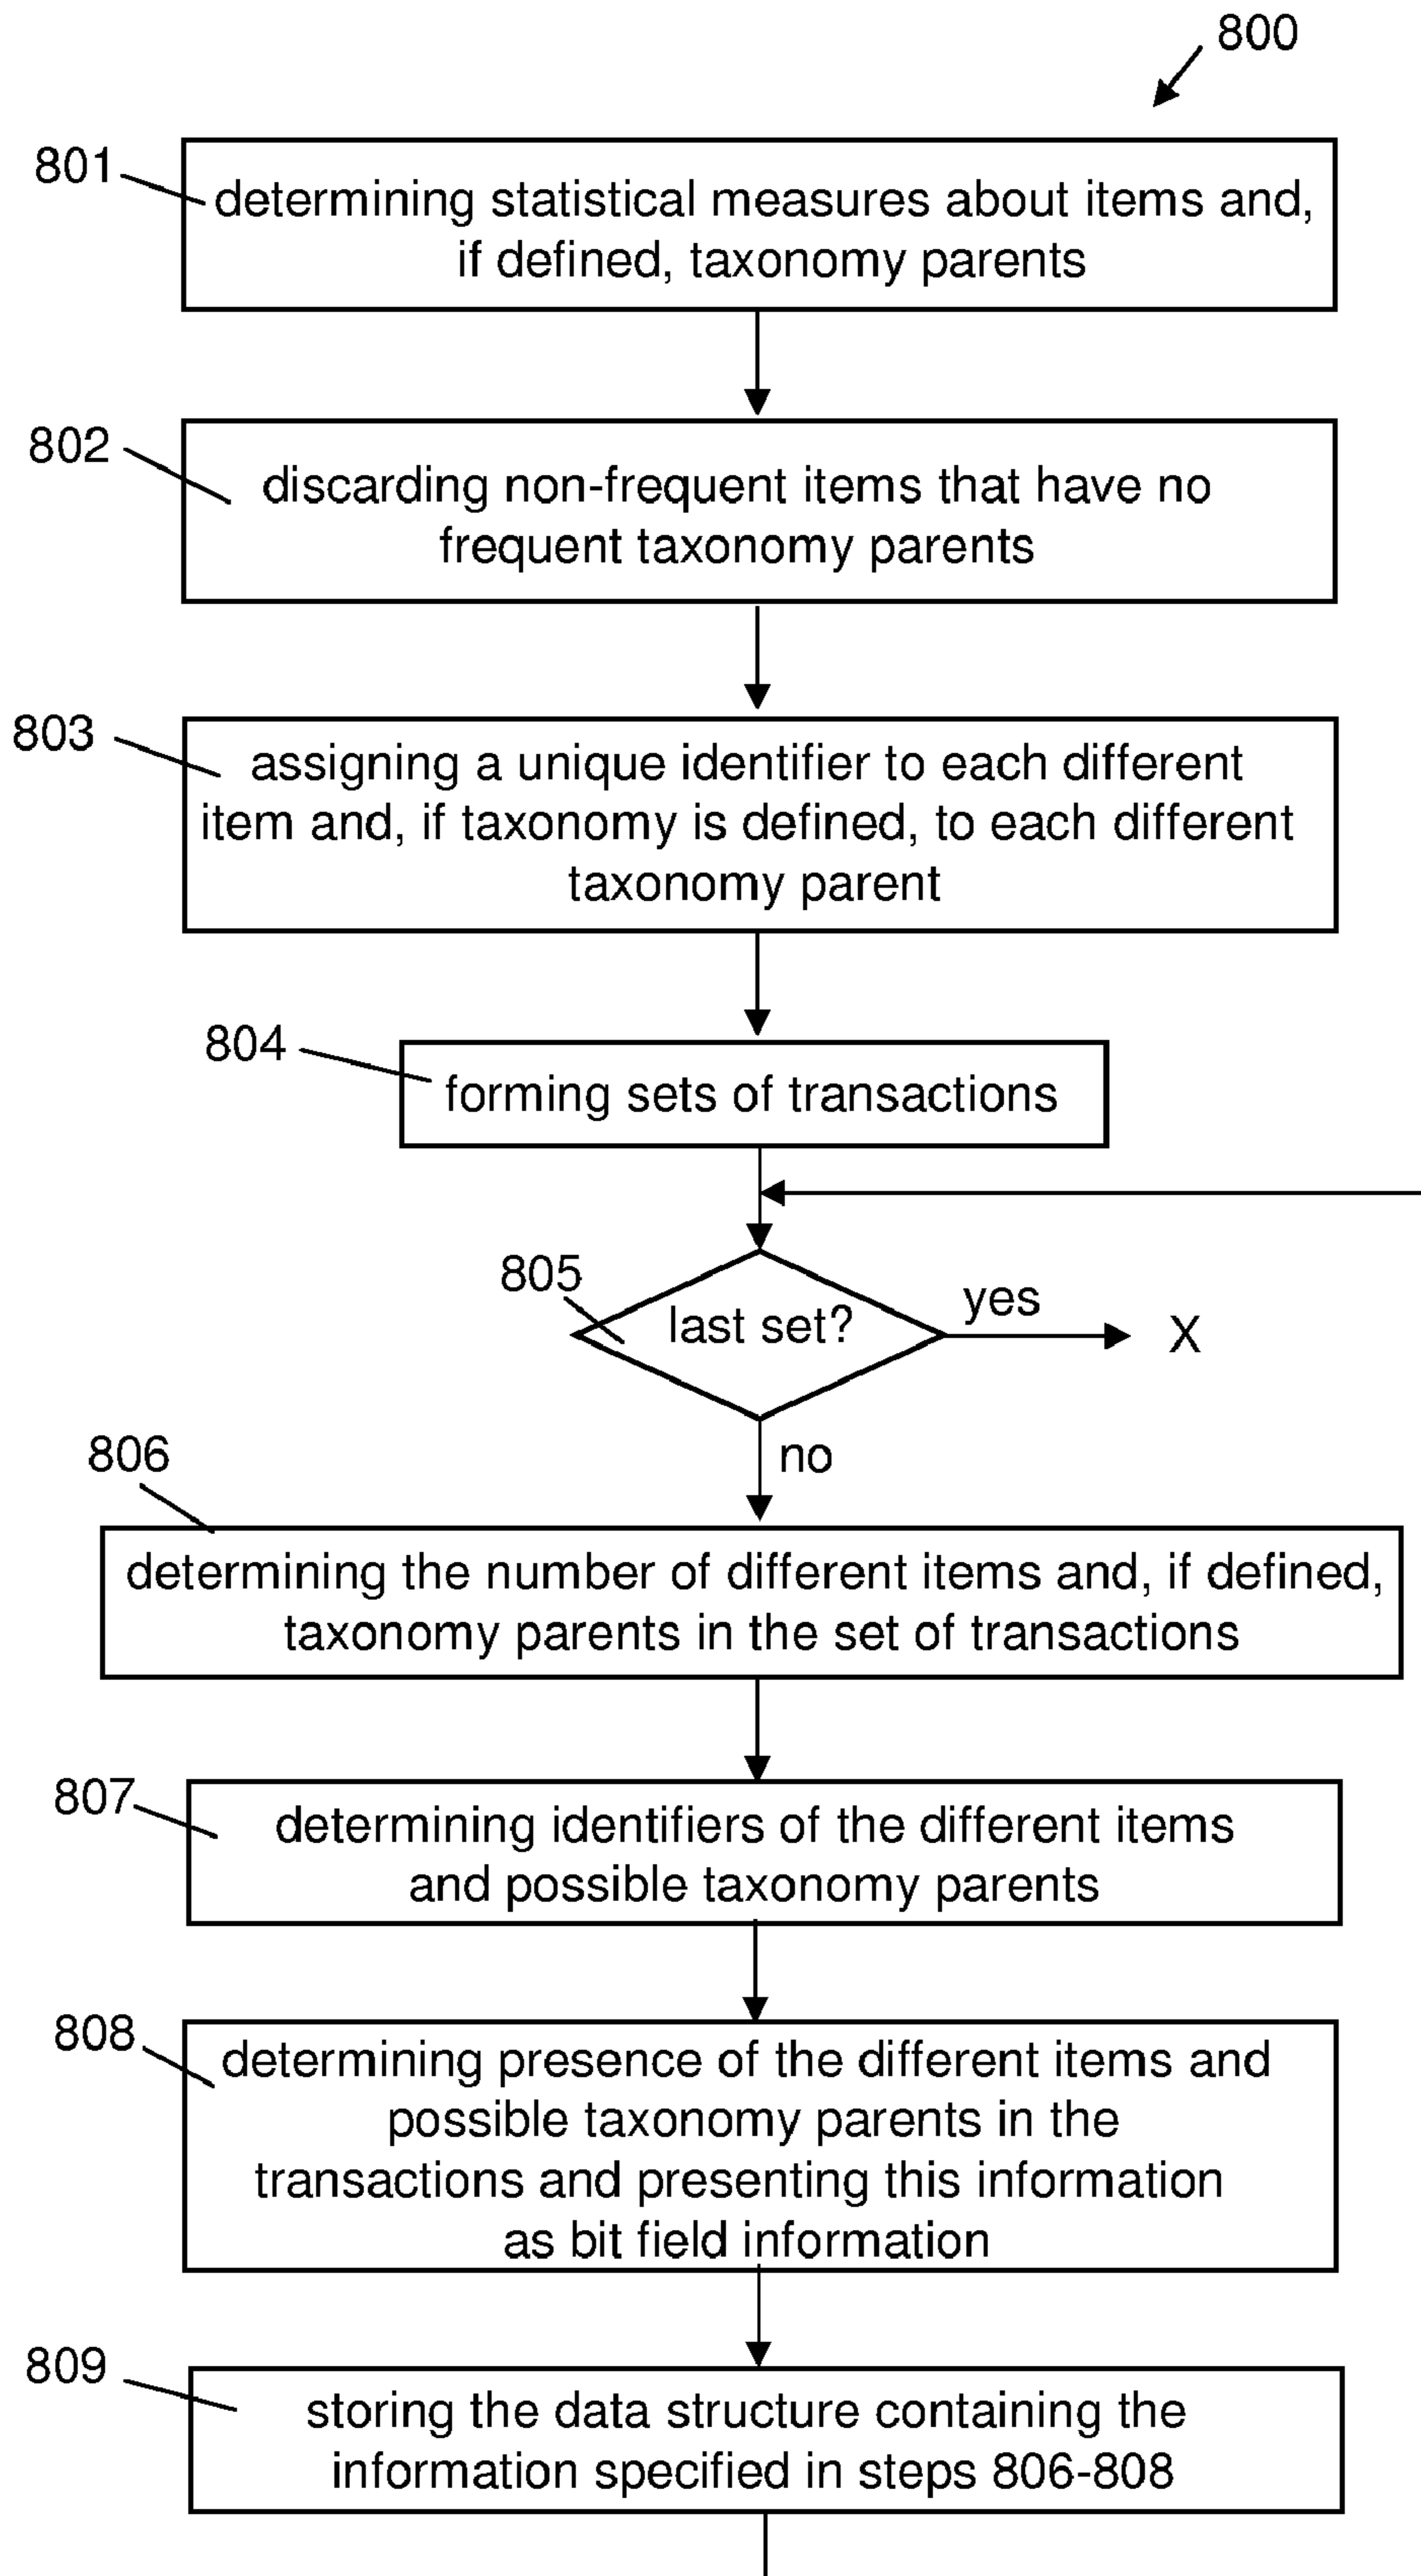 800
801
determining statistical measures about items and,
if defined, taxonomy parents
802
discarding non-frequent items that have no
frequent taxonomy parents
803
assigning a unique identifier to each different
item and, if taxonomy is defined, to each different
taxonomy parent
804
forming sets of transactions
805
last set?
yes
X
no
806
determining the number of different items and, if defined,
taxonomy parents in the set of transactions
807
determining identifiers of the different items
and possible taxonomy parents
808
determining presence of the different items and
possible taxonomy parents in the
transactions and presenting this information
as bit field information
809
storing the data structure containing the
information specified in steps 806-808